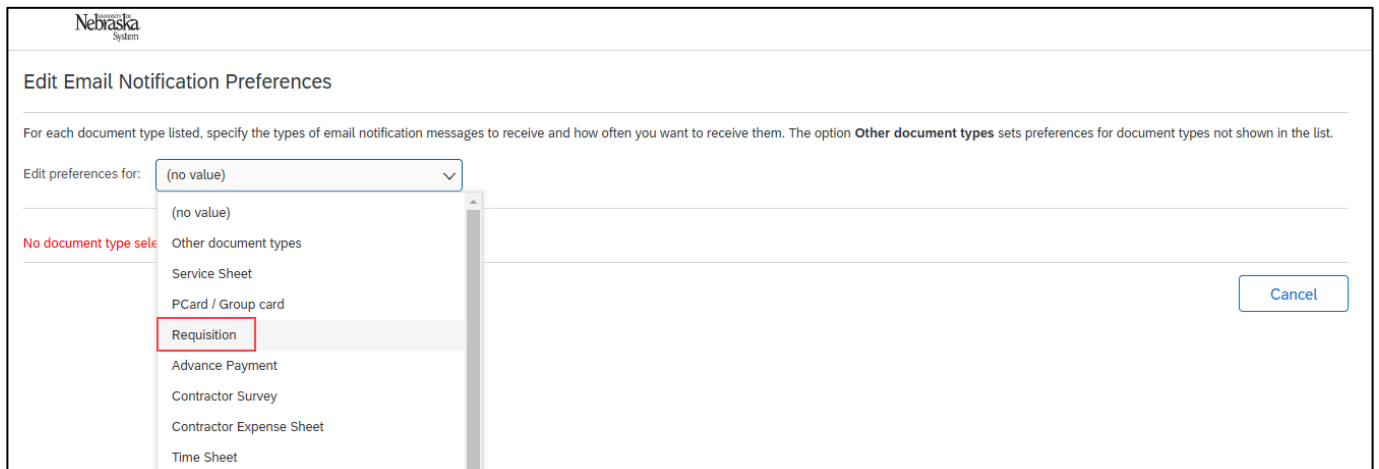 UNIVERSITY OF
Nebraska
System
Edit Email Notification Preferences
For each document type listed, specify the types of email notification messages to receive and how often you want to receive them. The option Other document types sets preferences for document types not shown in the list.
Edit preferences for: (no value)
(no value)
No document type sele
Other document types
Service Sheet
PCard / Group card
Cancel
Requisition
Advance Payment
Contractor Survey
Contractor Expense Sheet
Time Sheet